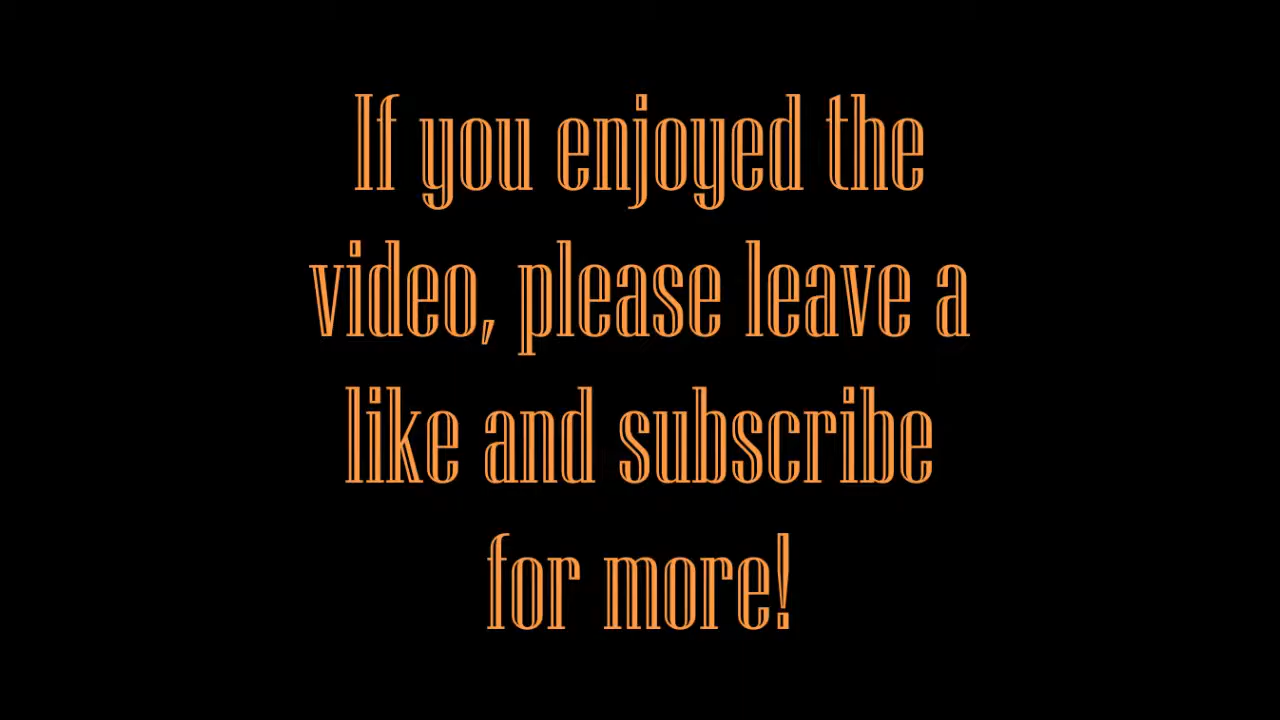 If you enjoyed the
video, please leave a
like and subscribe
for more!